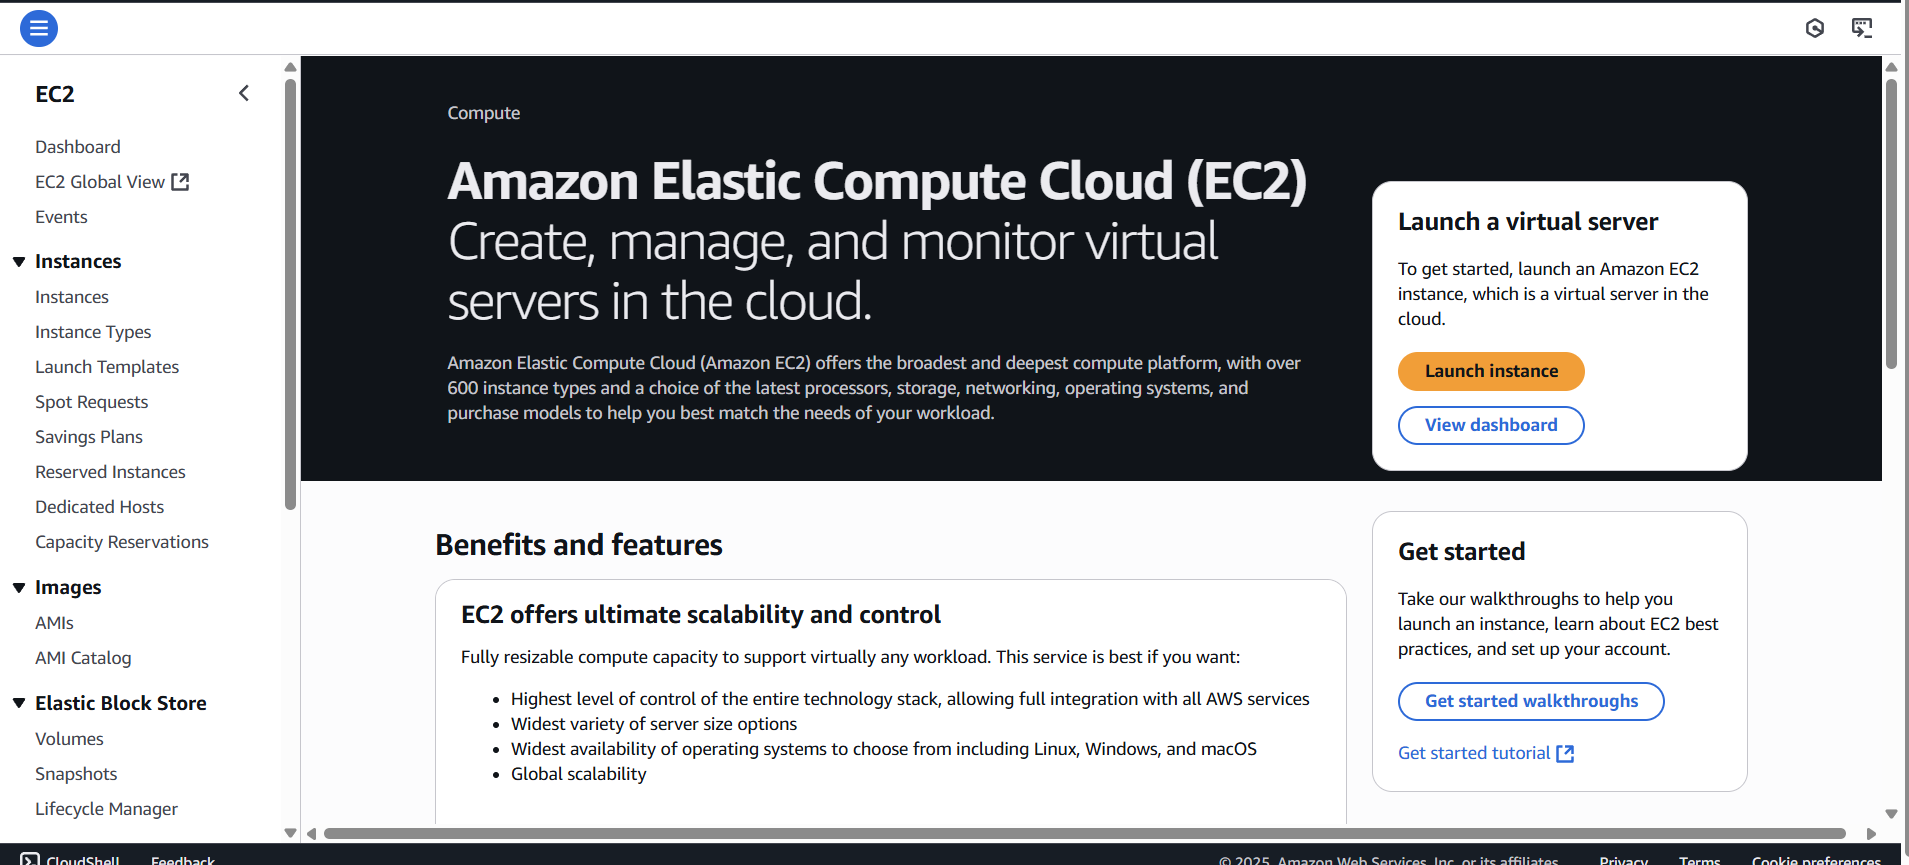 EC2
Dashboard
EC2 Global View
Events
Instances
Instances
Instance Types
Launch Templates
Spot Requests
Savings Plans
Reserved Instances
Dedicated Hosts
Capacity Reservations
Images
AMIs
AMI Catalog
Elastic Block Store
Volumes
Snapshots
Lifecycle Manager
Compute
Amazon Elastic Compute Cloud (EC2)
Create, manage, and monitor virtual
servers in the cloud.
Amazon Elastic Compute Cloud (Amazon EC2) offers the broadest and deepest compute platform, with over
600 instance types and a choice of the latest processors, storage, networking, operating systems, and
purchase models to help you best match the needs of your workload.
Launch a virtual server
To get started, launch an Amazon EC2
instance, which is a virtual server in the
cloud.
Launch instance
View dashboard
Benefits and features
EC2 offers ultimate scalability and control
Fully resizable compute capacity to support virtually any workload. This service is best if you want:
• Highest level of control of the entire technology stack, allowing full integration with all AWS services
• Widest variety of server size options
• Widest availability of operating systems to choose from including Linux, Windows, and macOS
• Global scalability
Get started
Take our walkthroughs to help you
launch an instance, learn about EC2 best
practices, and set up your account.
Get started walkthroughs
Get started tutorial
CloudShell Feedback © 2025, Amazon Web Services, Inc. or its affiliates. Privacy Terms Cookie preferences